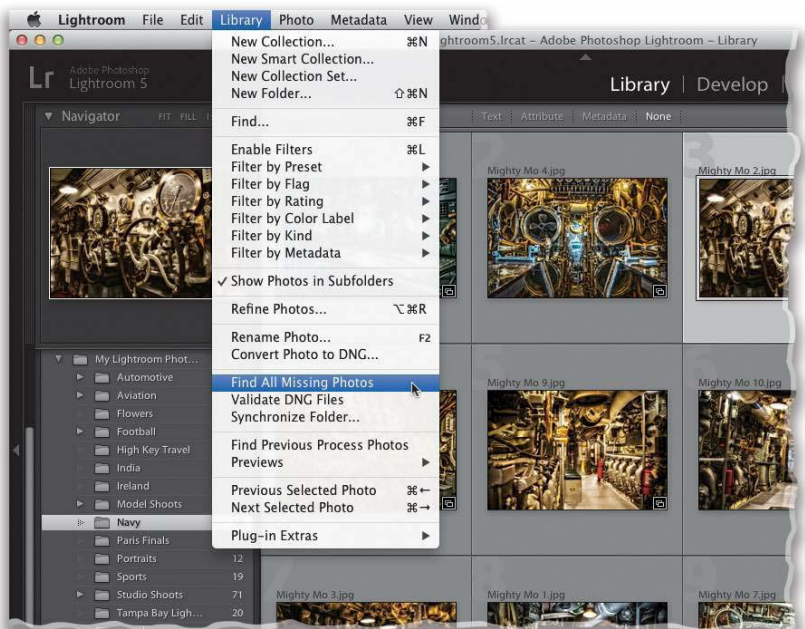 Lightroom File Edit Library Photo Metadata View
ghtroom5.lrcat – Adobe Photoshop Lightroom – Library
Lr Adobe Photoshop
Lightroom 5
Library | Develop
Navigator FIT FILL
Text Attribute Metadata None
New Collection... ⌘N
New Smart Collection...
New Collection Set...
New Folder... ⇧⌘N
Find... ⌘F
Enable Filters ⌘L
Filter by Preset
Filter by Flag
Filter by Rating
Filter by Color Label
Filter by Kind
Filter by Metadata
✓ Show Photos in Subfolders
Refine Photos... ⌥⌘R
Rename Photo... F2
Convert Photo to DNG...
Find All Missing Photos
Validate DNG Files
Synchronize Folder...
Find Previous Process Photos
Previews
Previous Selected Photo ⌘←
Next Selected Photo ⌘→
Plug-in Extras
My Lightroom Phot...
Automotive
Aviation
Flowers
Football
High Key Travel
India
Ireland
Model Shoots
Navy
Paris Finals
Portraits 12
Sports 19
Studio Shoots 71
Tampa Bay Ligh... 20
Mighty Mo 4.jpg
3
Mighty Mo 2.jpg
Mighty Mo 9.jpg
Mighty Mo 10.jpg
Mighty Mo 3.jpg
Mighty Mo 1.jpg
Mighty Mo 7.jpg